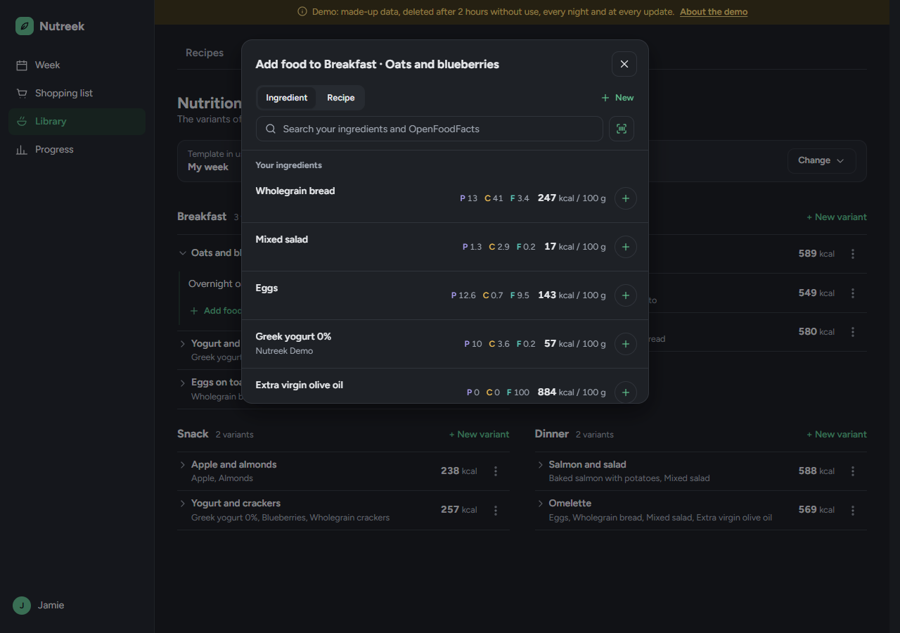 Nutreek
Demo: made-up data, deleted after 2 hours without use, every night and at every update. About the demo
Week
Shopping list
Library
Progress
Recipes
Nutrition
The variants of
Template in u
My week
Change
Add food to Breakfast · Oats and blueberries
Ingredient Recipe
+ New
Search your ingredients and OpenFoodFacts
Your ingredients
Wholegrain bread
P 13 C 41 F 3.4 247 kcal / 100 g
Mixed salad
P 1.3 C 2.9 F 0.2 17 kcal / 100 g
Eggs
P 12.6 C 0.7 F 9.5 143 kcal / 100 g
Greek yogurt 0%
Nutreek Demo
P 10 C 3.6 F 0.2 57 kcal / 100 g
Extra virgin olive oil
P 0 C 0 F 100 884 kcal / 100 g
Breakfast 3
Oats and bl
Overnight o
+ Add food
Yogurt and
Greek yogurt
Eggs on toa
Wholegrain b
+ New variant
589 kcal
to
549 kcal
read
580 kcal
Snack 2 variants
+ New variant
Apple and almonds
Apple, Almonds
238 kcal
Yogurt and crackers
Greek yogurt 0%, Blueberries, Wholegrain crackers
257 kcal
Dinner 2 variants
+ New variant
Salmon and salad
Baked salmon with potatoes, Mixed salad
588 kcal
Omelette
Eggs, Wholegrain bread, Mixed salad, Extra virgin olive oil
569 kcal
J Jamie